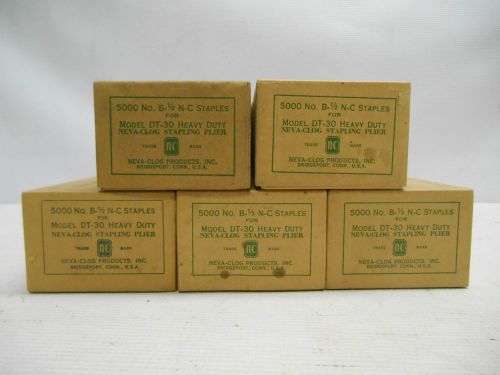 5000 No. B-½ N-C STAPLES
FOR
MODEL DT-30 HEAVY DUTY
NEVA-CLOG STAPLING PLIER
TRADE NC MARK
NEVA-CLOG PRODUCTS, INC.
BRIDGEPORT, CONN., U.S.A.
5000 No. B-½ N-C STAPLES
FOR
MODEL DT-30 HEAVY DUTY
NEVA-CLOG STAPLING PLIER
TRADE NC MARK
NEVA-CLOG PRODUCTS, INC.
BRIDGEPORT, CONN., U.S.A.
5000 No. B-½ N-C STAPLES
FOR
MODEL DT-30 HEAVY DUTY
NEVA-CLOG STAPLING PLIER
TRADE NC MARK
NEVA-CLOG PRODUCTS, INC.
BRIDGEPORT, CONN., U.S.A.
5000 No. B-½ N-C STAPLES
FOR
MODEL DT-30 HEAVY DUTY
NEVA-CLOG STAPLING PLIER
TRADE NC MARK
NEVA-CLOG PRODUCTS, INC.
BRIDGEPORT, CONN., U.S.A.
5000 No. B-½ N-C STAPLES
FOR
MODEL DT-30 HEAVY DUTY
NEVA-CLOG STAPLING PLIER
TRADE NC MARK
NEVA-CLOG PRODUCTS, INC.
BRIDGEPORT, CONN., U.S.A.